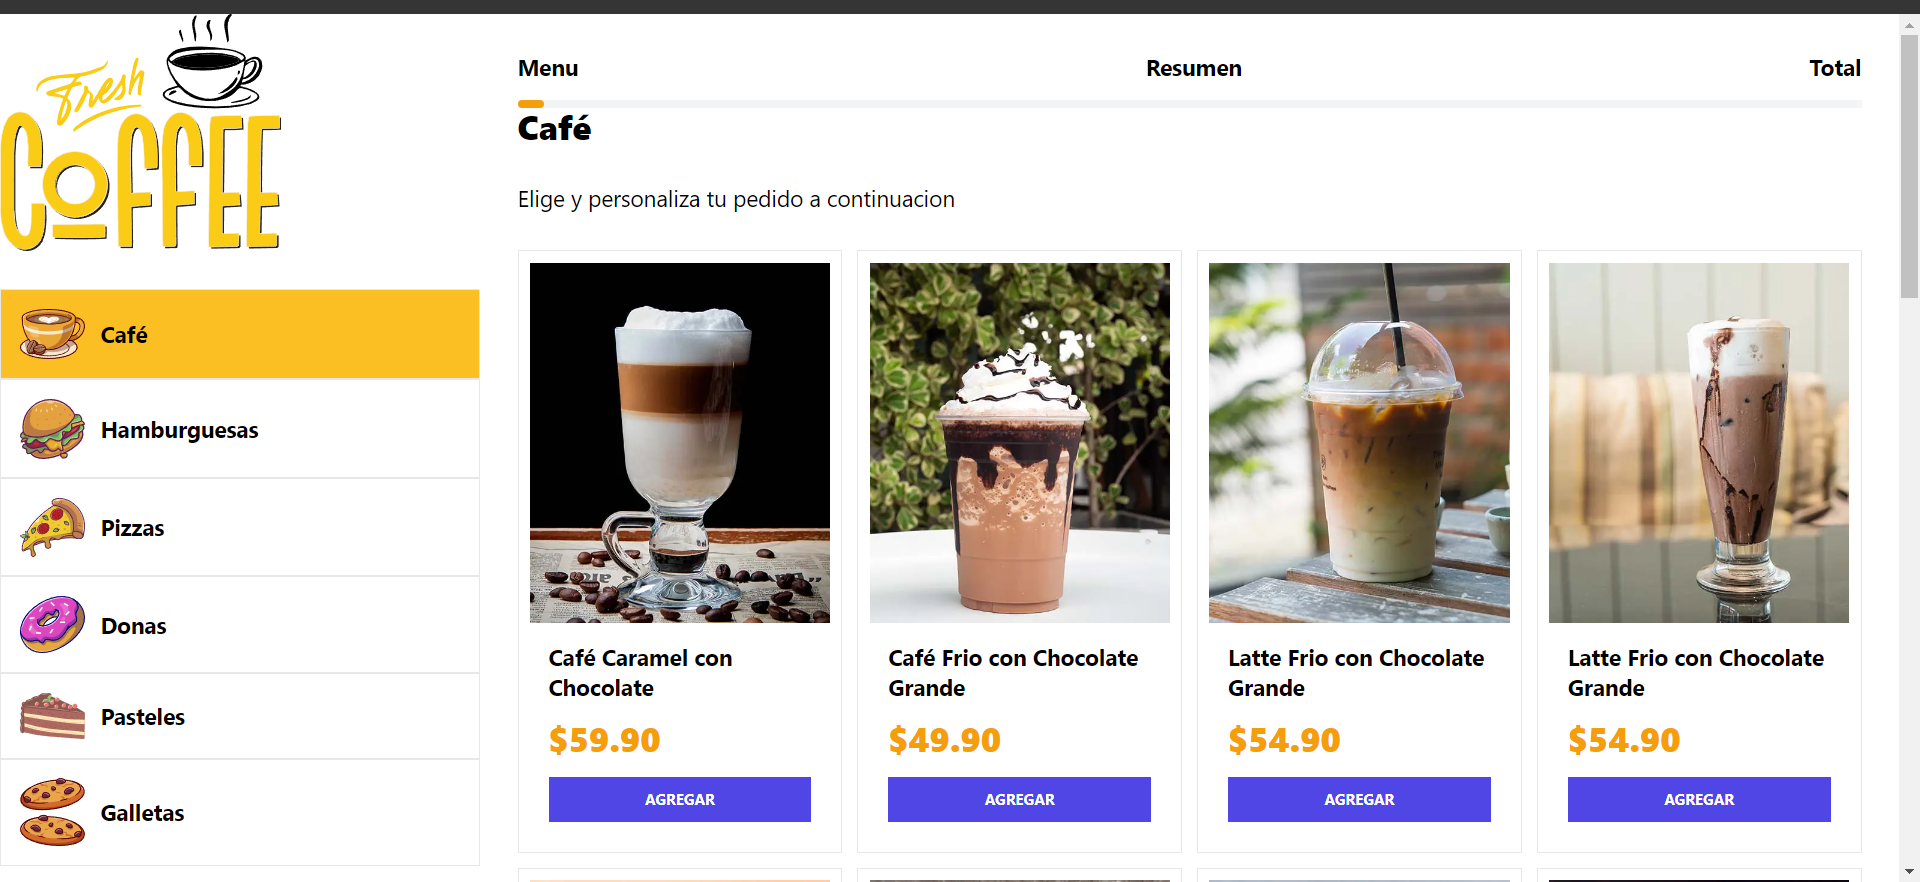 Fresh
COFFEE
Café
Hamburguesas
Pizzas
Donas
Pasteles
Galletas
Menu
Resumen
Total
Café
Elige y personaliza tu pedido a continuacion
Café Caramel con
Chocolate
$59.90
AGREGAR
Café Frio con Chocolate
Grande
$49.90
AGREGAR
Latte Frio con Chocolate
Grande
$54.90
AGREGAR
Latte Frio con Chocolate
Grande
$54.90
AGREGAR